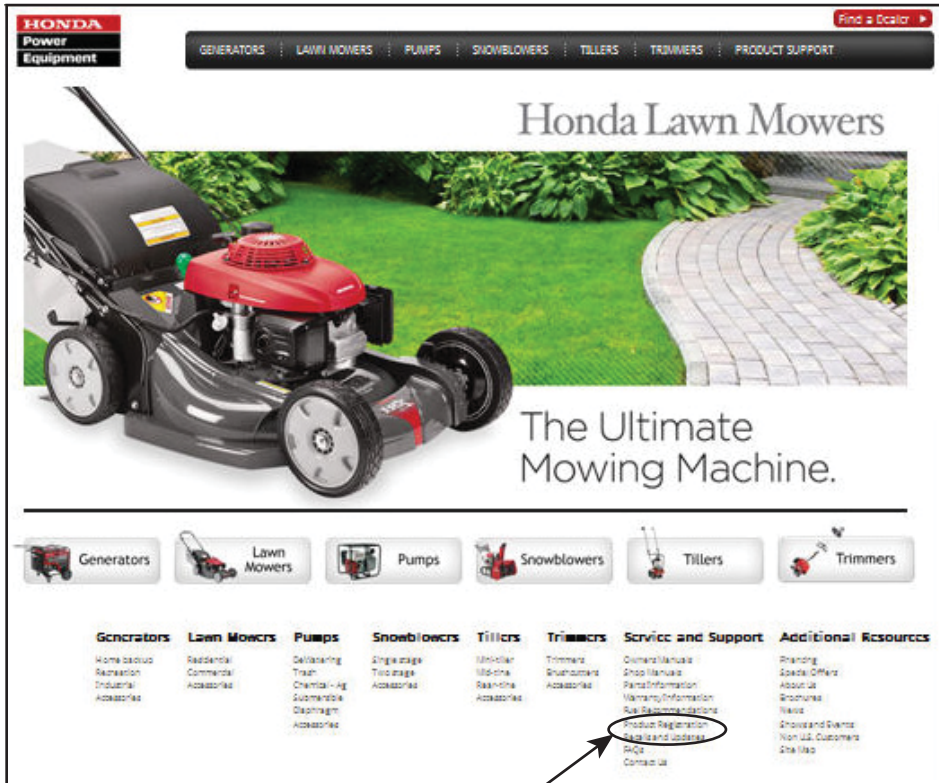 HONDA
Power
Equipment
Find a Dealer
GENERATORS LAWN MOWERS PUMPS SNOWBLOWERS TILLERS TRIMMERS PRODUCT SUPPORT
Honda Lawn Mowers
The Ultimate
Mowing Machine.
Generators
Lawn
Mowers
Pumps
Snowblowers
Tillers
Trimmers
Generators
Home backup
Recreation
Industrial
Accessories
Lawn Mowers
Residential
Commercial
Accessories
Pumps
DeWatering
Trash
Chemical - Ag
Submersible
Diaphragm
Accessories
Snowblowers
Single stage
Two stage
Accessories
Tillers
Mini-tiller
Mid-tine
Rear-tine
Accessories
Trimmers
Trimmers
Brushcutters
Accessories
Service and Support
Owners Manuals
Shop Manuals
Parts Information
Warranty Information
Fuel Recommendations
Product Registration
Recalls and Updates
FAQs
Contact Us
Additional Resources
Financing
Special Offers
About Us
Brochures
News
Shows and Events
Non U.S. Customers
Site Map